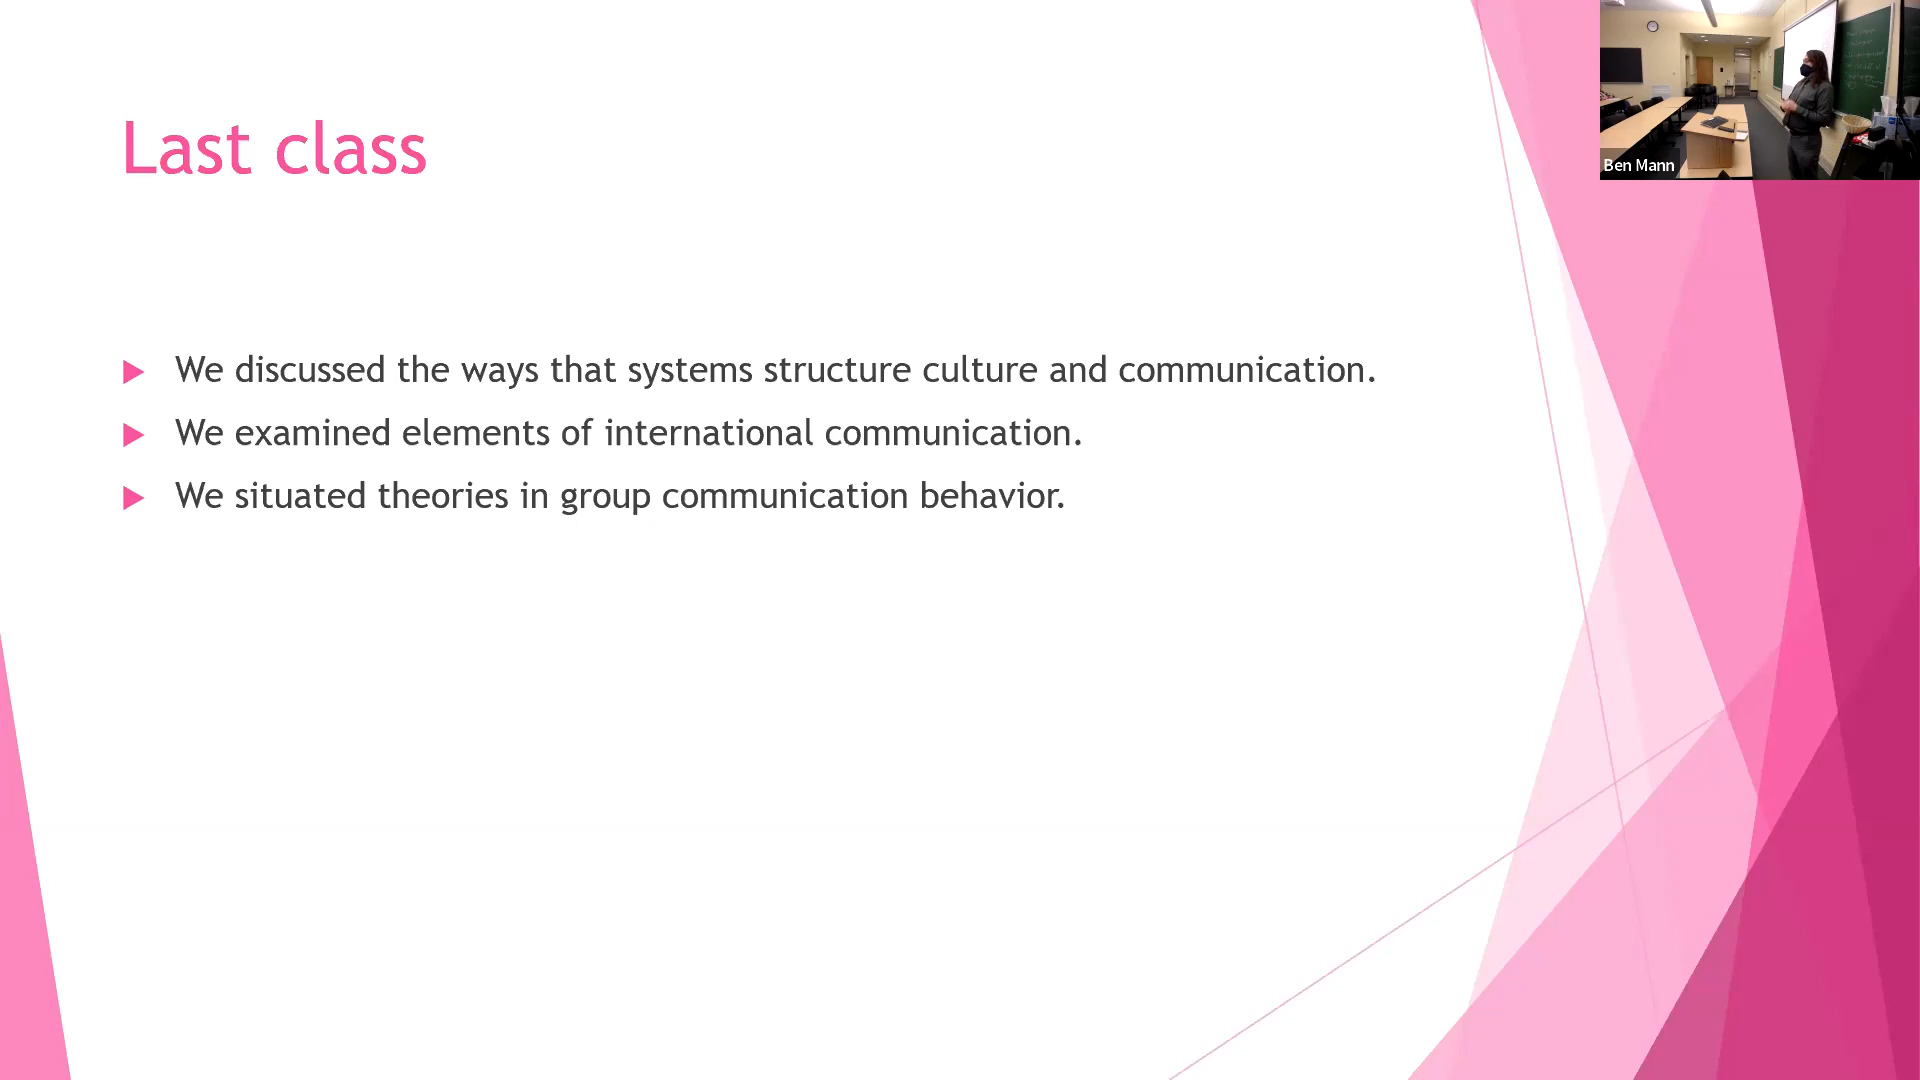 Last class
We discussed the ways that systems structure culture and communication.
We examined elements of international communication.
We situated theories in group communication behavior.
Ben Mann